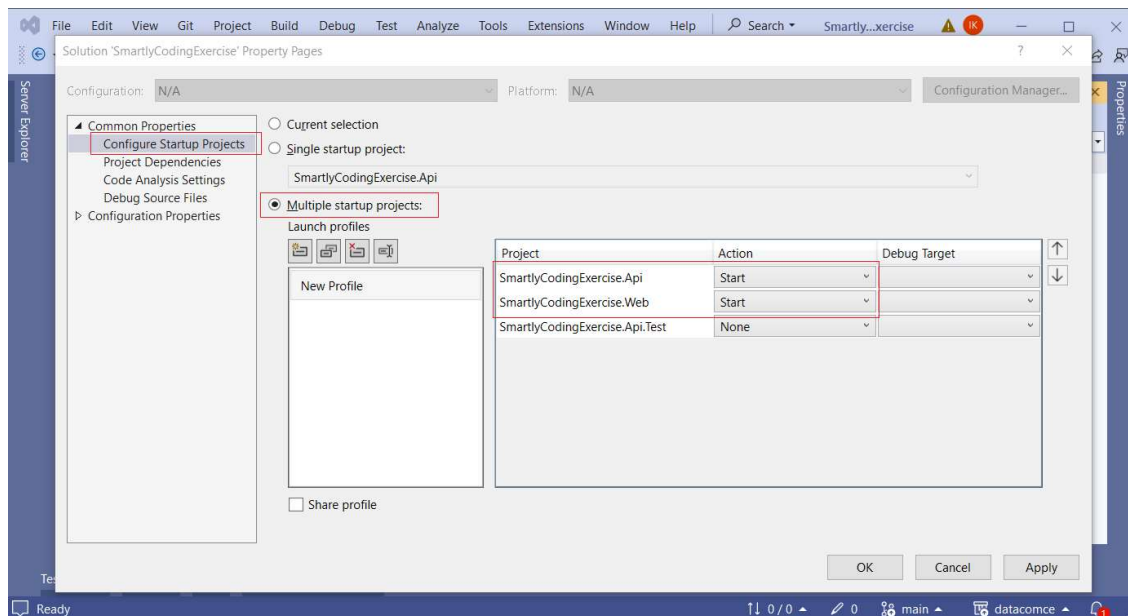 File Edit View Git Project Build Debug Test Analyze Tools Extensions Window Help Search Smartly...xercise IK
Solution 'SmartlyCodingExercise' Property Pages ?
Configuration: N/A Platform: N/A Configuration Manager...
Server Explorer
Properties
Common Properties
Configure Startup Projects
Project Dependencies
Code Analysis Settings
Debug Source Files
Configuration Properties
Current selection
Single startup project:
SmartlyCodingExercise.Api
Multiple startup projects:
Launch profiles
New Profile
Project Action Debug Target
SmartlyCodingExercise.Api Start
SmartlyCodingExercise.Web Start
SmartlyCodingExercise.Api.Test None
Share profile
OK Cancel Apply
Ready 0/0 0 main datacomce 1